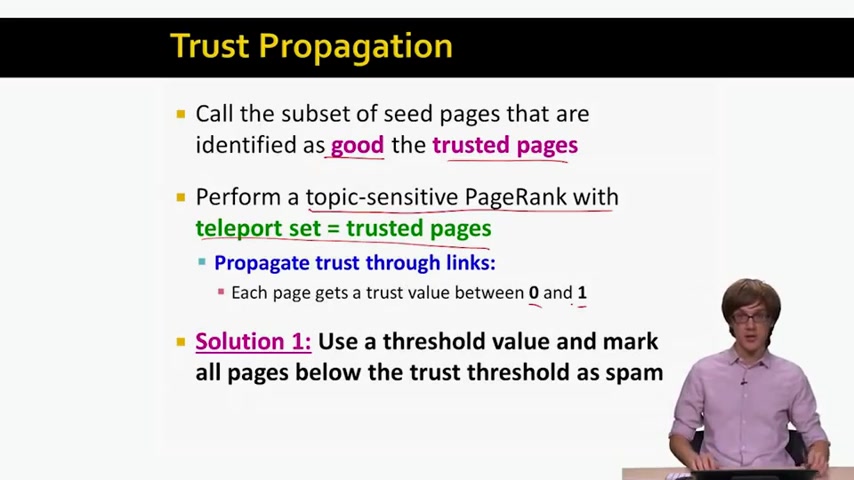 Trust Propagation
Call the subset of seed pages that are
identified as good the trusted pages
Perform a topic-sensitive PageRank with
teleport set = trusted pages
Propagate trust through links:
Each page gets a trust value between 0 and 1
Solution 1: Use a threshold value and mark
all pages below the trust threshold as spam